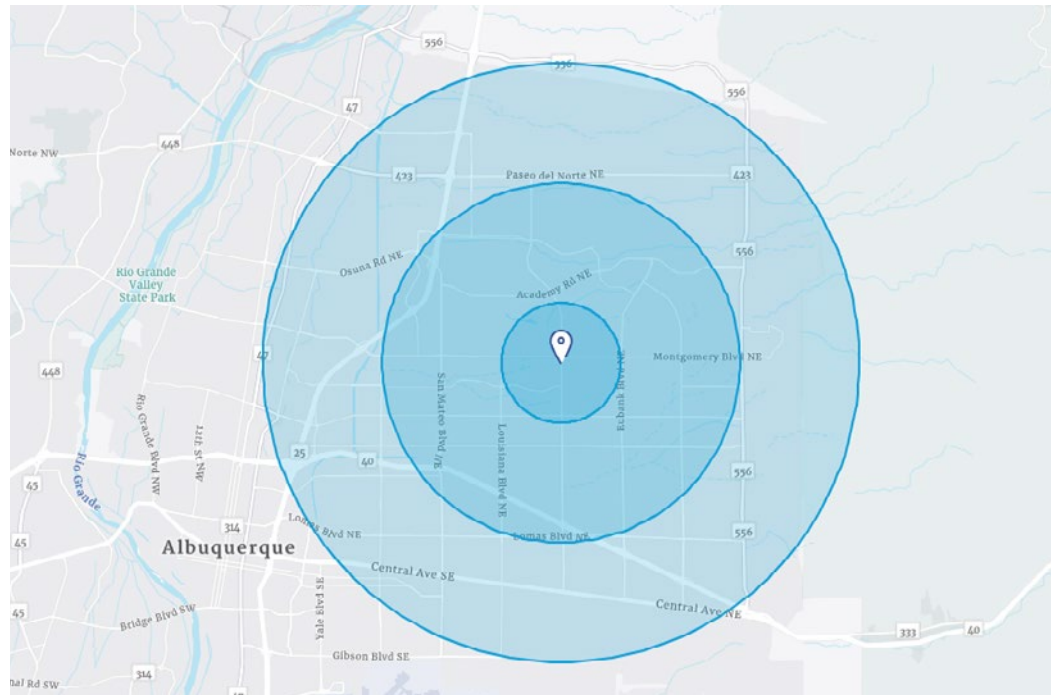 556
556
556
47
448
Norte NW
423
Paseo del Norte NE
423
556
Osuna Rd NE
Rio Grande
Valley
State Park
Academy Rd NE
47
Montgomery Blvd NE
448
San Mateo Blvd NE
Eubank Blvd NE
Rio Grande Blvd NW
12th St NW
Louisiana Blvd NE
25
40
556
45
Rio Grande
314
Lomas Blvd NE
Lomas Blvd NE
556
45
Albuquerque
Central Ave SE
Central Ave NE
45
Bridge Blvd SW
Yale Blvd SE
333
40
Gibson Blvd SE
314
nal Rd SW